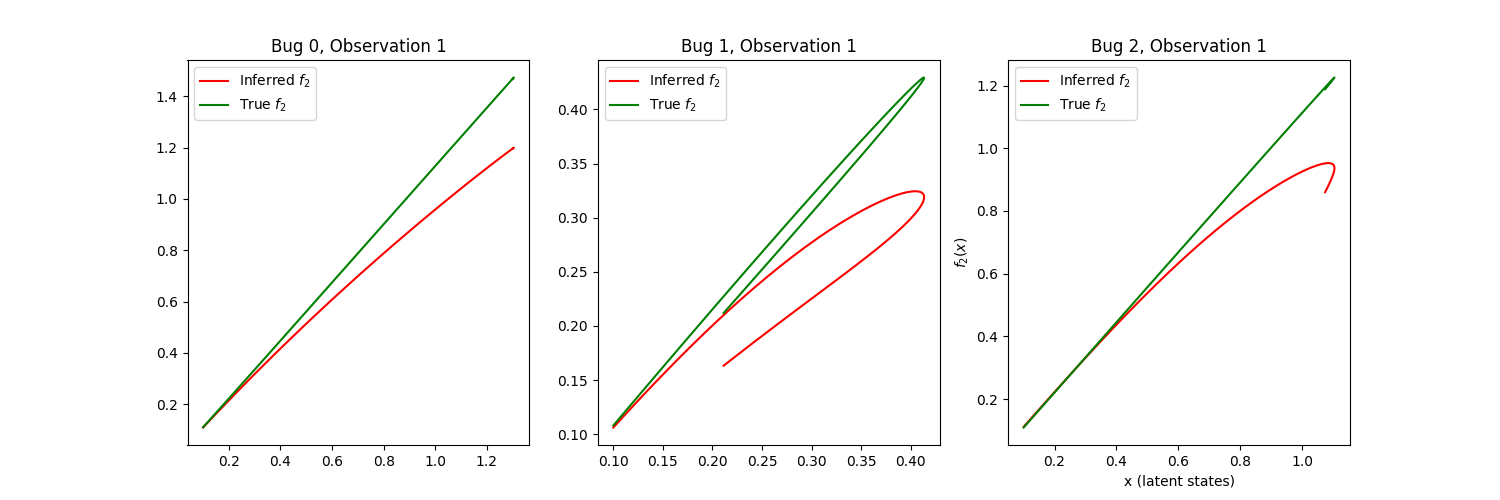 Bug 0, Observation 1
Inferred f₂
True f₂
1.4
1.2
1.0
0.8
0.6
0.4
0.2
0.2 0.4 0.6 0.8 1.0 1.2
Bug 1, Observation 1
Inferred f₂
True f₂
0.40
0.35
0.30
0.25
0.20
0.15
0.10
0.10 0.15 0.20 0.25 0.30 0.35 0.40
Bug 2, Observation 1
Inferred f₂
True f₂
1.2
1.0
0.8
0.6
0.4
0.2
f₂(x)
0.2 0.4 0.6 0.8 1.0
x (latent states)